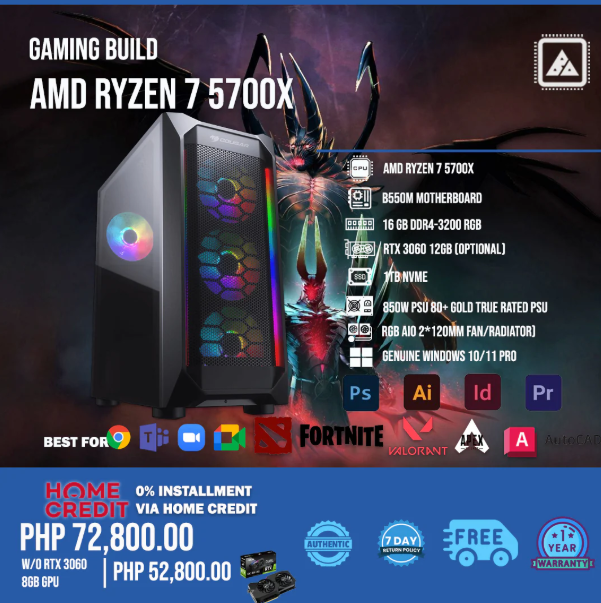 GAMING BUILD
AMD RYZEN 7 5700X
COUGAR
CPU
AMD RYZEN 7 5700X
B550M MOTHERBOARD
16 GB DDR4-3200 RGB
RTX 3060 12GB (OPTIONAL)
SSD
1TB NVME
850W PSU 80+ GOLD TRUE RATED PSU
RGB AIO 2*120MM FAN/RADIATOR)
GENUINE WINDOWS 10/11 PRO
Ps Ai Id Pr
BEST FOR
FORTNITE
VALORANT
APEX
A
AutoCAD
HOME CREDIT
0% INSTALLMENT
VIA HOME CREDIT
PHP 72,800.00
W/O RTX 3060
8GB GPU
PHP 52,800.00
AUTHENTIC
7 DAY
RETURN POLICY
FREE
1
YEAR
WARRANTY